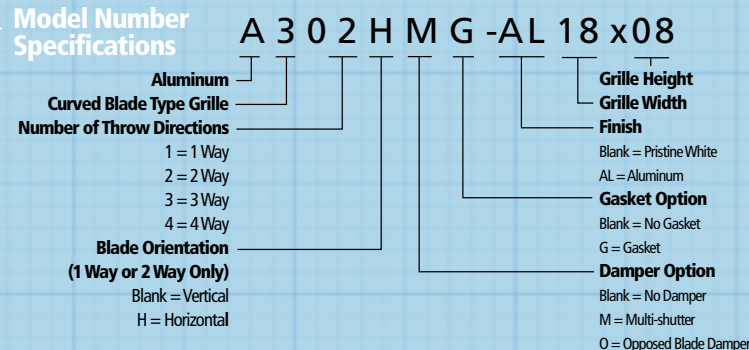 Model Number
Specifications
A 3 0 2 H M G -AL 18 x08
Aluminum
Curved Blade Type Grille
Number of Throw Directions
1 = 1 Way
2 = 2 Way
3 = 3 Way
4 = 4 Way
Blade Orientation
(1 Way or 2 Way Only)
Blank = Vertical
H = Horizontal
Grille Height
Grille Width
Finish
Blank = Pristine White
AL = Aluminum
Gasket Option
Blank = No Gasket
G = Gasket
Damper Option
Blank = No Damper
M = Multi-shutter
O = Opposed Blade Damper